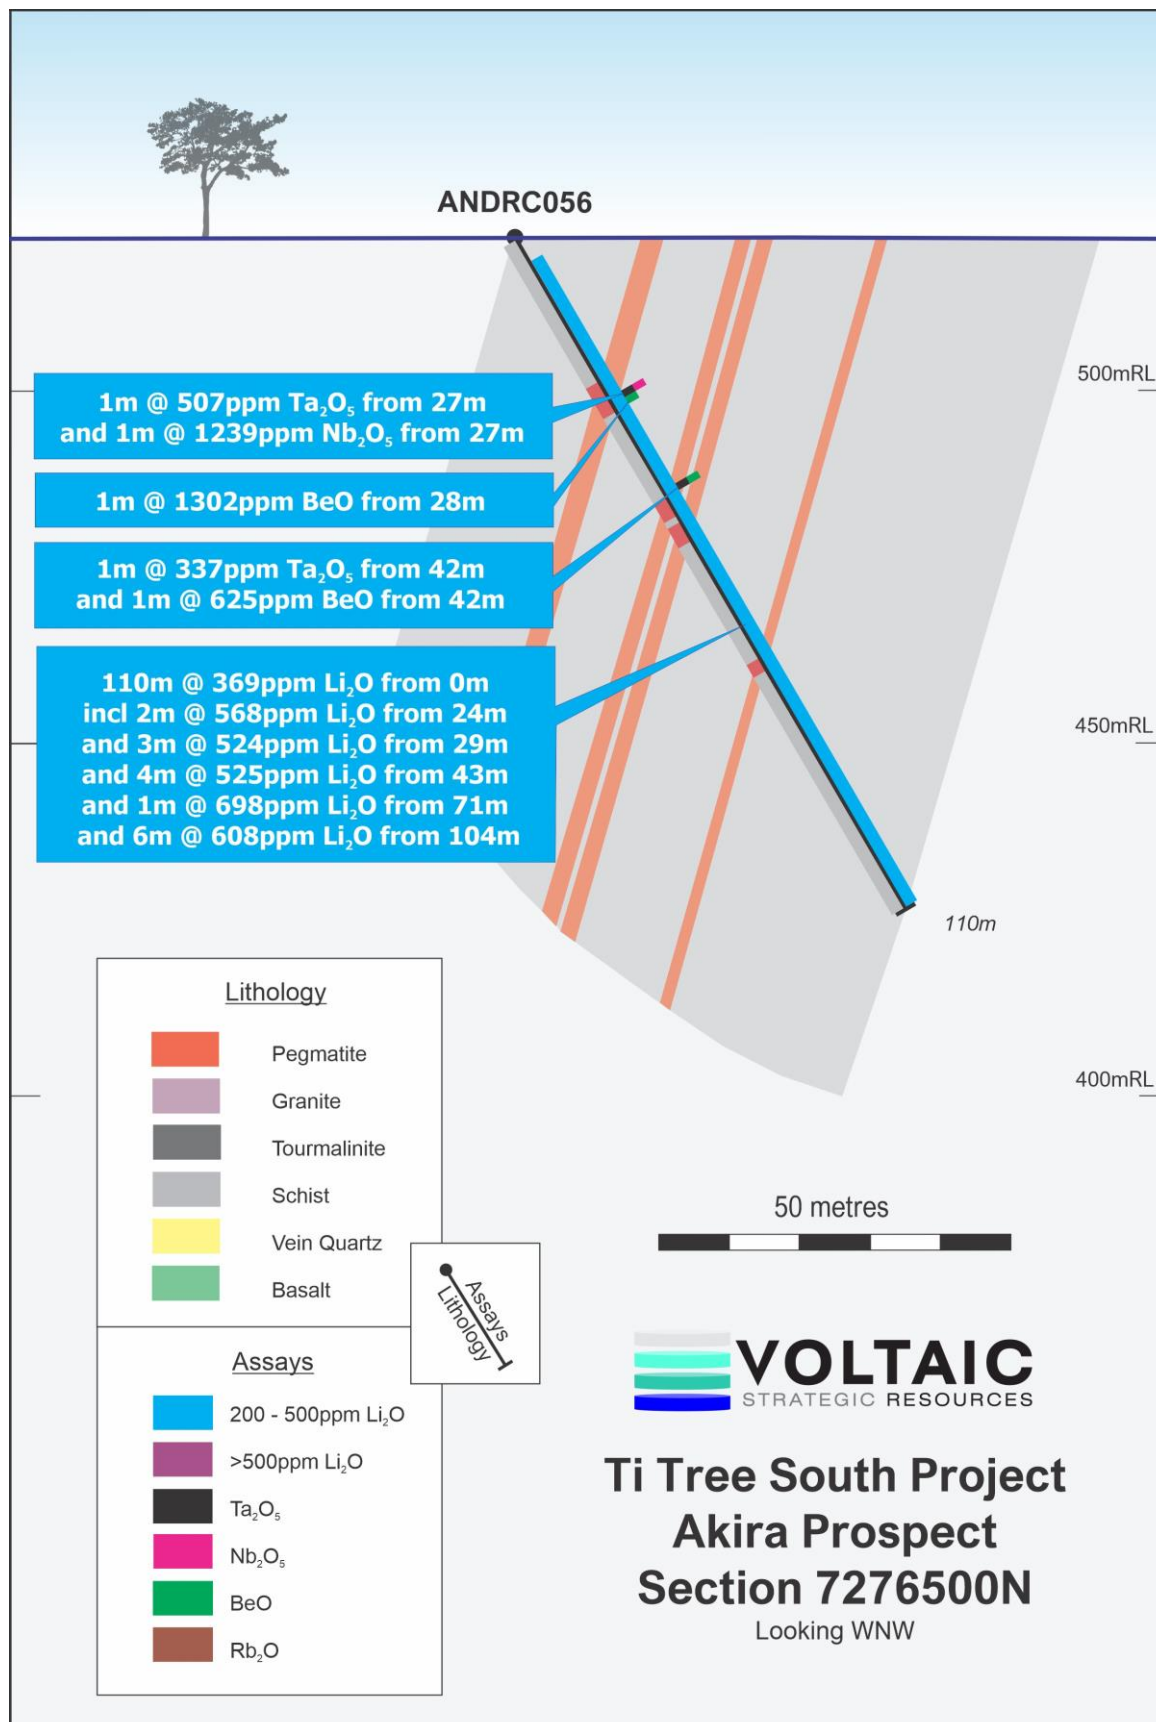 ANDRC056
500mRL
1m @ 507ppm Ta₂O₅ from 27m
and 1m @ 1239ppm Nb₂O₅ from 27m
1m @ 1302ppm BeO from 28m
1m @ 337ppm Ta₂O₅ from 42m
and 1m @ 625ppm BeO from 42m
110m @ 369ppm Li₂O from 0m
incl 2m @ 568ppm Li₂O from 24m
and 3m @ 524ppm Li₂O from 29m
and 4m @ 525ppm Li₂O from 43m
and 1m @ 698ppm Li₂O from 71m
and 6m @ 608ppm Li₂O from 104m
450mRL
110m
400mRL
Lithology
Pegmatite
Granite
Tourmalinite
Schist
Vein Quartz
Basalt
Assays
Lithology
Assays
200 - 500ppm Li₂O
>500ppm Li₂O
Ta₂O₅
Nb₂O₅
BeO
Rb₂O
50 metres
VOLTAIC
STRATEGIC RESOURCES
Ti Tree South Project
Akira Prospect
Section 7276500N
Looking WNW